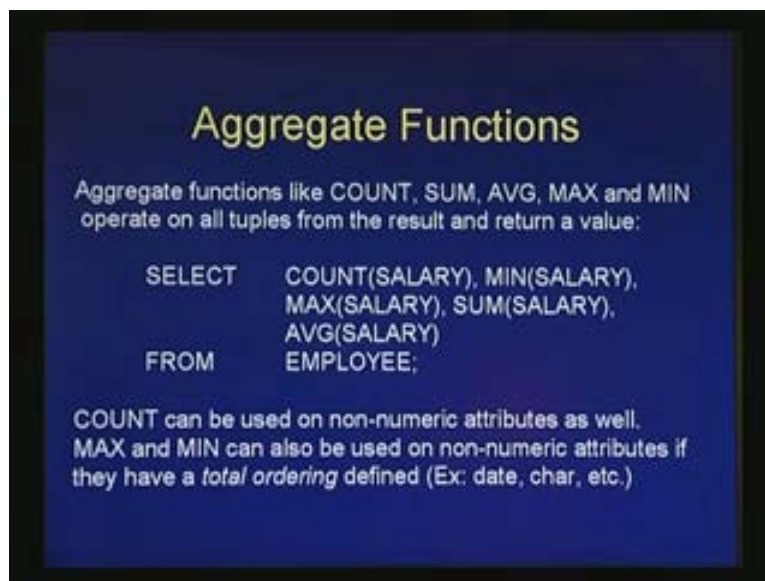 Aggregate Functions
Aggregate functions like COUNT, SUM, AVG, MAX and MIN
operate on all tuples from the result and return a value:
SELECT COUNT(SALARY), MIN(SALARY),
MAX(SALARY), SUM(SALARY),
AVG(SALARY)
FROM EMPLOYEE;
COUNT can be used on non-numeric attributes as well.
MAX and MIN can also be used on non-numeric attributes if
they have a total ordering defined (Ex: date, char, etc.)